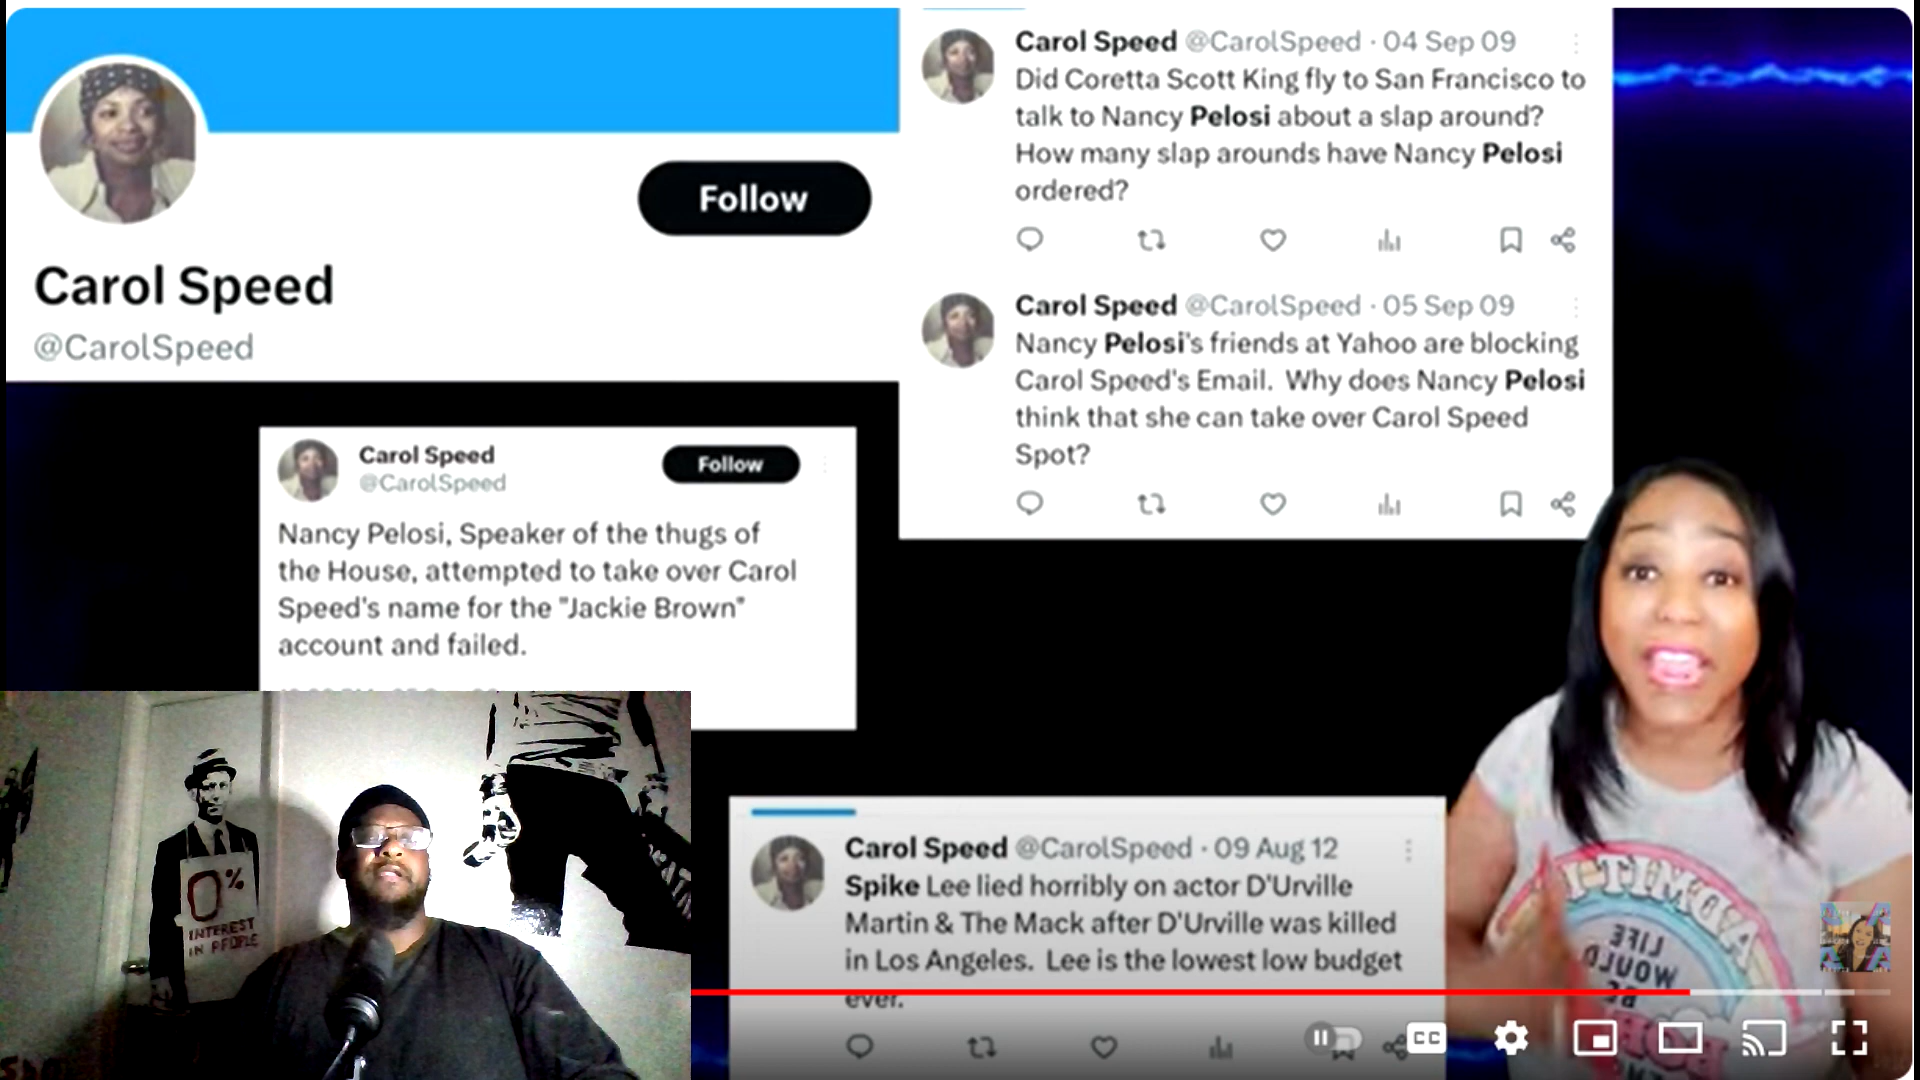 Carol Speed
@CarolSpeed
Follow
Carol Speed @CarolSpeed · 04 Sep 09
Did Coretta Scott King fly to San Francisco to
talk to Nancy Pelosi about a slap around?
How many slap arounds have Nancy Pelosi
ordered?
Carol Speed @CarolSpeed · 05 Sep 09
Nancy Pelosi's friends at Yahoo are blocking
Carol Speed's Email. Why does Nancy Pelosi
think that she can take over Carol Speed
Spot?
Carol Speed
@CarolSpeed
Follow
Nancy Pelosi, Speaker of the thugs of
the House, attempted to take over Carol
Speed's name for the "Jackie Brown"
account and failed.
0%
INTEREST
IN PEOPLE
Carol Speed @CarolSpeed · 09 Aug 12
Spike Lee lied horribly on actor D'Urville
Martin & The Mack after D'Urville was killed
in Los Angeles. Lee is the lowest low budget
ever.
LIFE
WOULD
BE
CC